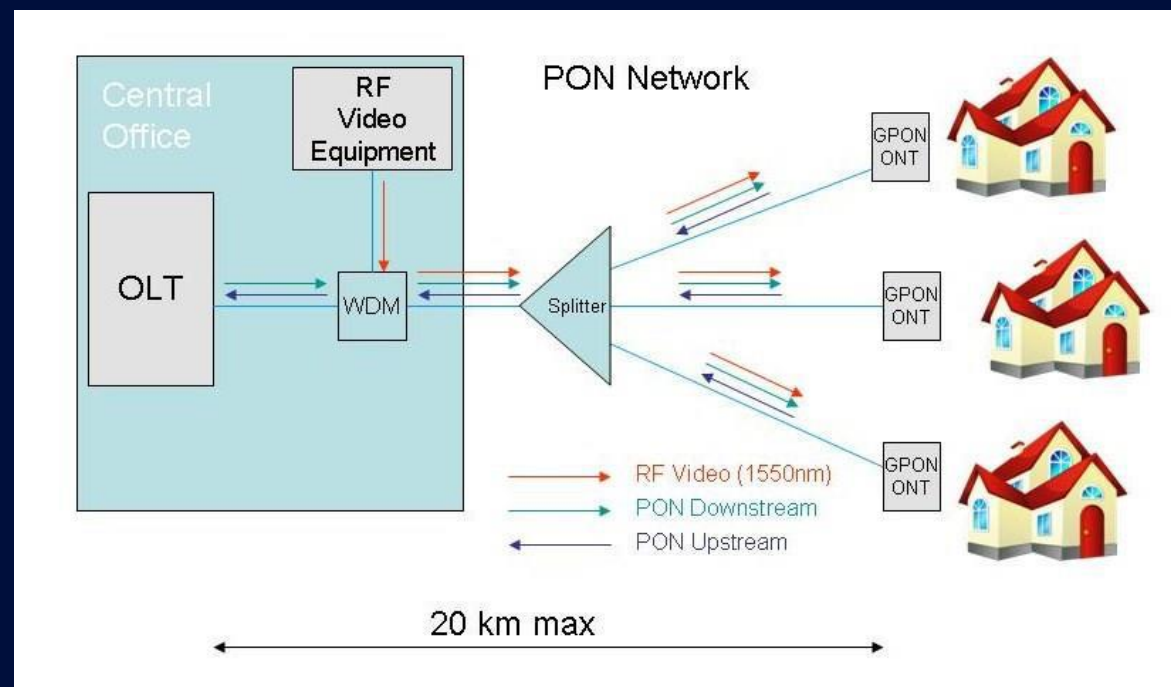 PON Network
Central
Office
RF
Video
Equipment
OLT
WDM
Splitter
GPON
ONT
GPON
ONT
GPON
ONT
RF Video (1550nm)
PON Downstream
PON Upstream
20 km max